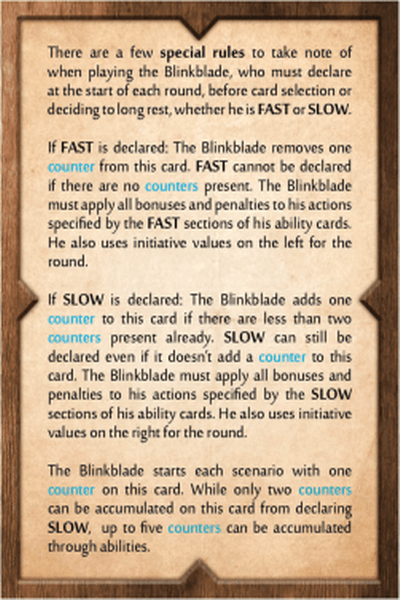 There are a few special rules to take note of
when playing the Blinkblade, who must declare
at the start of each round, before card selection or
deciding to long rest, whether he is FAST or SLOW.
If FAST is declared: The Blinkblade removes one
counter from this card. FAST cannot be declared
if there are no counters present. The Blinkblade
must apply all bonuses and penalties to his actions
specified by the FAST sections of his ability cards.
He also uses initiative values on the left for the
round.
If SLOW is declared: The Blinkblade adds one
counter to this card if there are less than two
counters present already. SLOW can still be
declared even if it doesn't add a counter to this
card. The Blinkblade must apply all bonuses and
penalties to his actions specified by the SLOW
sections of his ability cards. He also uses initiative
values on the right for the round.
The Blinkblade starts each scenario with one
counter on this card. While only two counters
can be accumulated on this card from declaring
SLOW, up to five counters can be accumulated
through abilities.